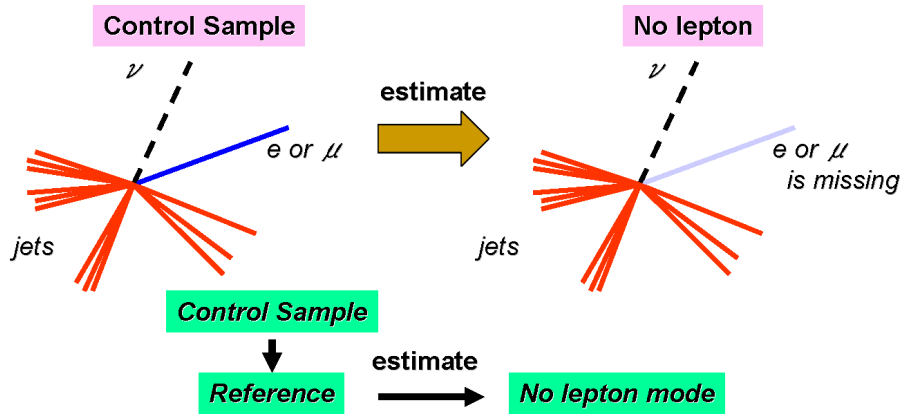 Control Sample
No lepton
ν
ν
estimate
e or μ
e or μ
is missing
jets
jets
Control Sample
estimate
Reference
No lepton mode